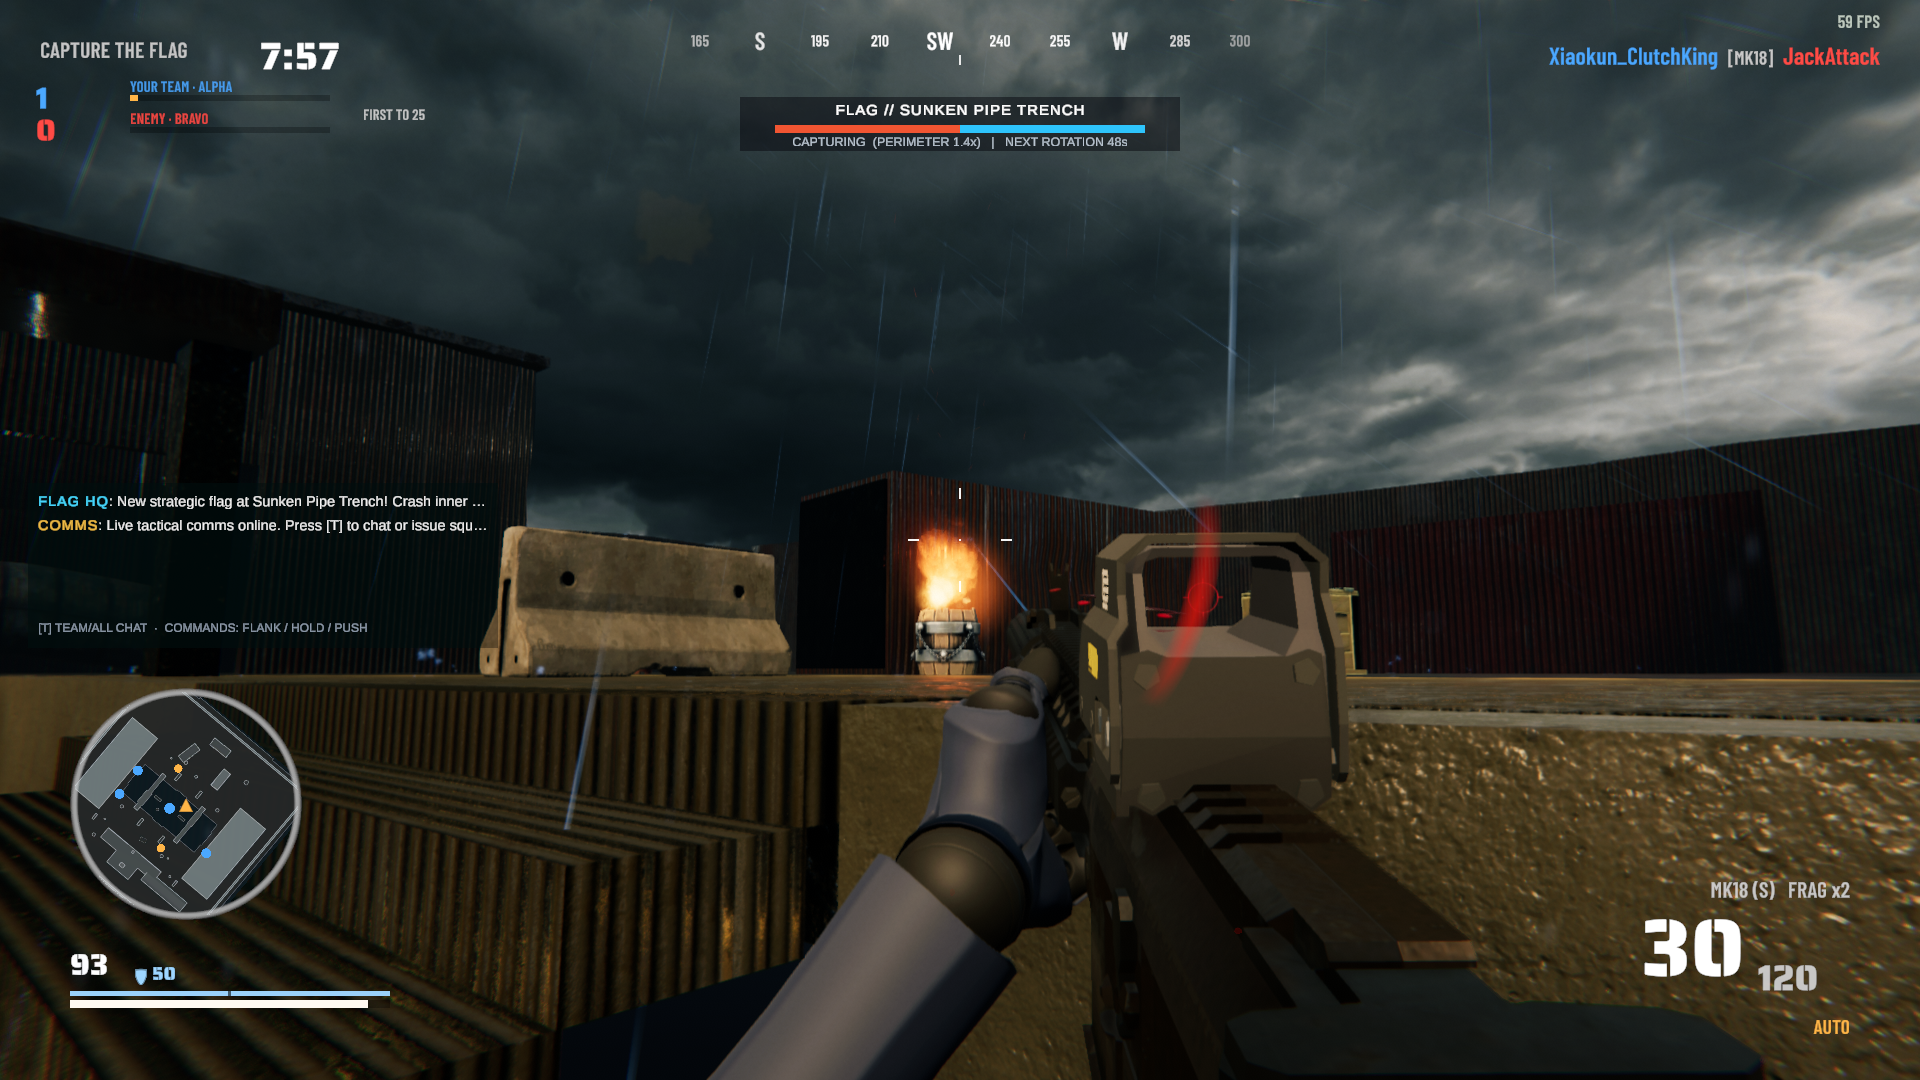 59 FPS
CAPTURE THE FLAG
7:57
165 S 195 210 SW 240 255 W 285 300
Xiaokun_ClutchKing [MK18] JackAttack
1
YOUR TEAM · ALPHA
0
ENEMY · BRAVO
FIRST TO 25
FLAG // SUNKEN PIPE TRENCH
CAPTURING (PERIMETER 1.4x) | NEXT ROTATION 48s
FLAG HQ: New strategic flag at Sunken Pipe Trench! Crash inner ...
COMMS: Live tactical comms online. Press [T] to chat or issue squ...
[T] TEAM/ALL CHAT · COMMANDS: FLANK / HOLD / PUSH
93
50
MK18 (S) FRAG x2
30 120
AUTO